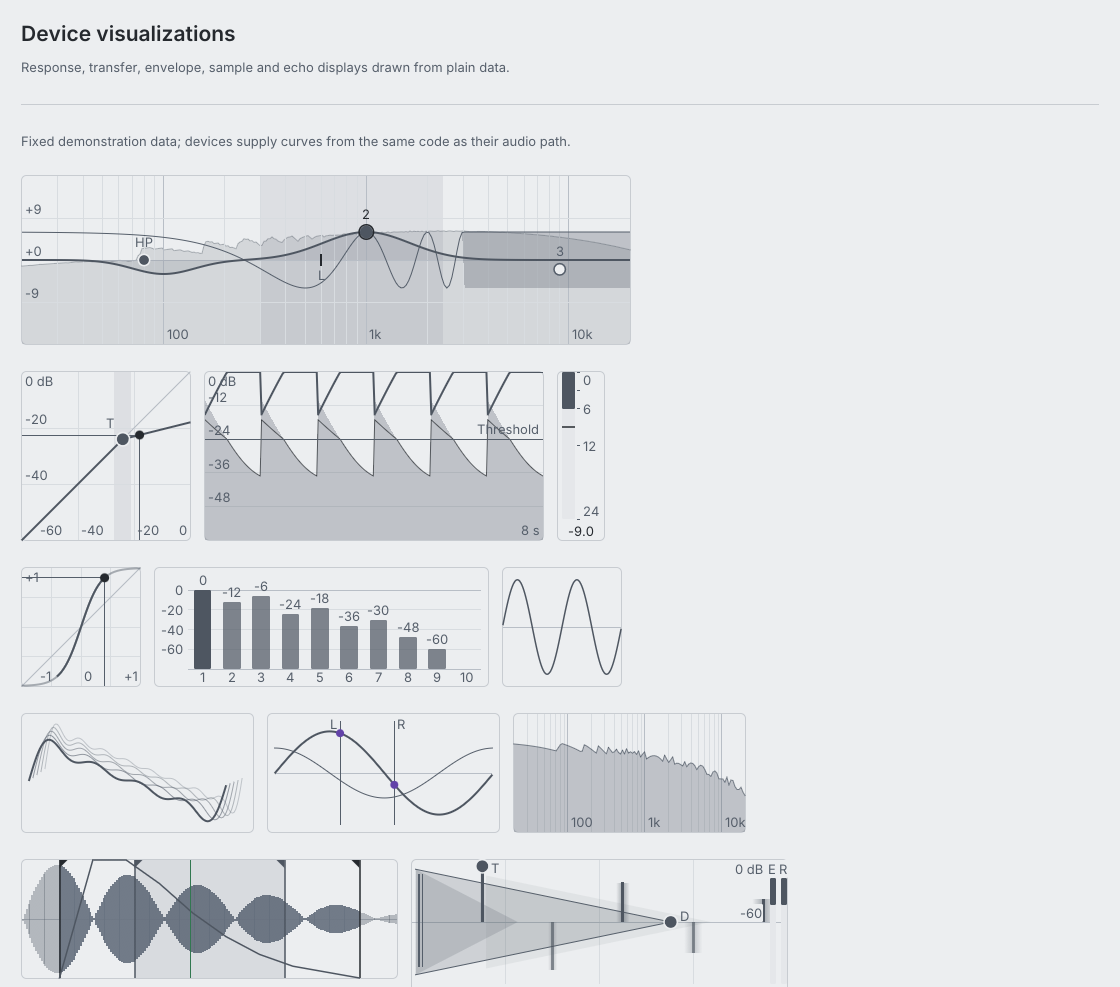 Device visualizations
Response, transfer, envelope, sample and echo displays drawn from plain data.
Fixed demonstration data; devices supply curves from the same code as their audio path.
2
+9
HP
+0
3
L
-9
100 1k 10k
0 dB
T
-20
-40
-60 -40 -20 0
0 dB
-12
-24
Threshold
-36
-48
8 s
0
6
12
24
-9.0
+1
-1 0 +1
0 -12 -6 -24 -18 -36 -30 -48 -60
0
-20
-40
-60
1 2 3 4 5 6 7 8 9 10
L R
100 1k 10k
T
0 dB E R
D
-60